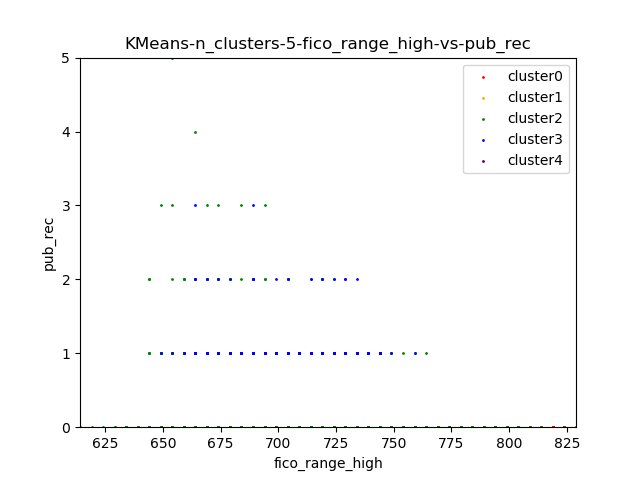 KMeans-n_clusters-5-fico_range_high-vs-pub_rec
5
4
3
2
1
0
pub_rec
cluster0
cluster1
cluster2
cluster3
cluster4
625 650 675 700 725 750 775 800 825
fico_range_high